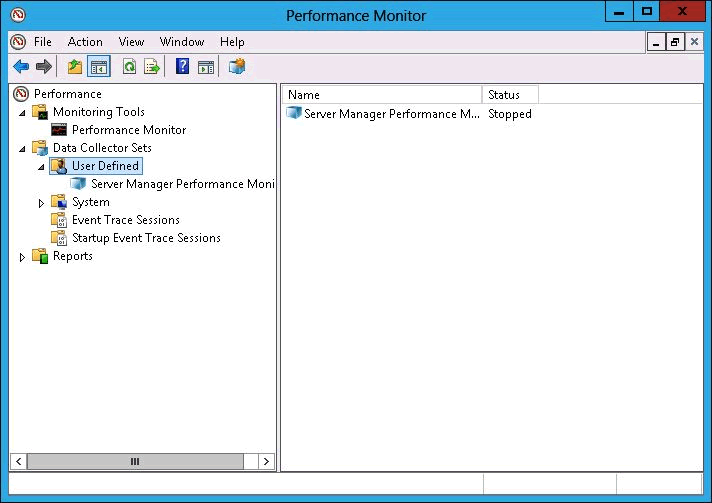 Performance Monitor
File Action View Window Help
Performance
Monitoring Tools
Performance Monitor
Data Collector Sets
User Defined
Server Manager Performance Moni
System
Event Trace Sessions
Startup Event Trace Sessions
Reports
Name Status
Server Manager Performance M... Stopped